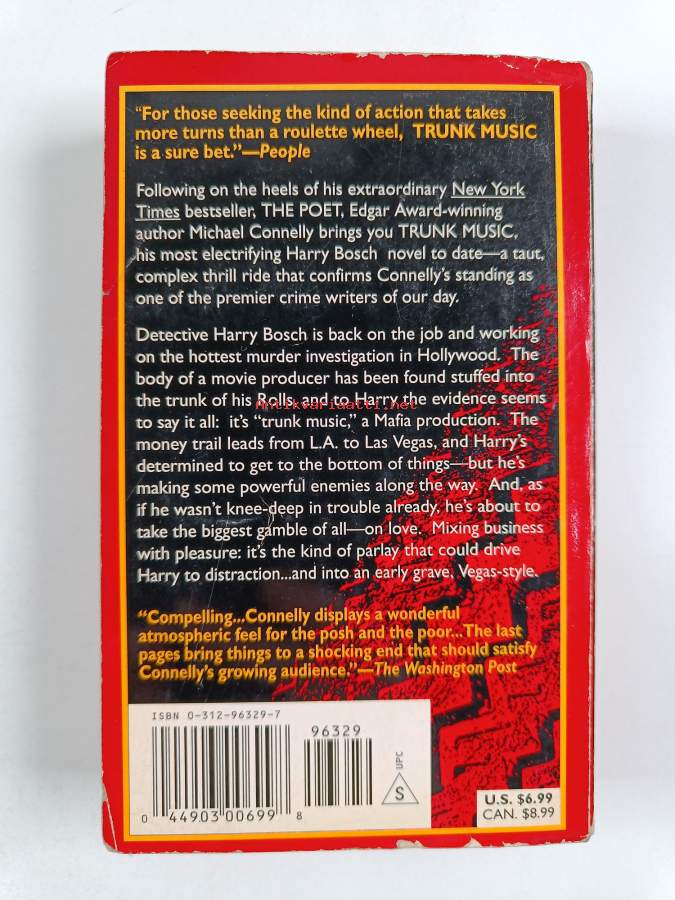 “For those seeking the kind of action that takes
more turns than a roulette wheel, TRUNK MUSIC
is a sure bet.”—People
Following on the heels of his extraordinary New York
Times bestseller, THE POET, Edgar Award-winning
author Michael Connelly brings you TRUNK MUSIC,
his most electrifying Harry Bosch novel to date—a taut,
complex thrill ride that confirms Connelly’s standing as
one of the premier crime writers of our day.
Detective Harry Bosch is back on the job and working
on the hottest murder investigation in Hollywood. The
body of a movie producer has been found stuffed into
the trunk of his Rolls, and to Harry the evidence seems
Antikvariaatti.net
to say it all: it’s “trunk music,” a Mafia production. The
money trail leads from L.A. to Las Vegas, and Harry’s
determined to get to the bottom of things—but he’s
making some powerful enemies along the way. And, as
if he wasn’t knee-deep in trouble already, he’s about to
take the biggest gamble of all—on love. Mixing business
with pleasure: it’s the kind of parlay that could drive
Harry to distraction...and into an early grave, Vegas-style.
“Compelling...Connelly displays a wonderful
atmospheric feel for the posh and the poor...The last
pages bring things to a shocking end that should satisfy
Connelly’s growing audience.”—The Washington Post
ISBN 0-312-96329-7
96329
UPC
S
0 44903 00699 8
U.S. $6.99
CAN. $8.99